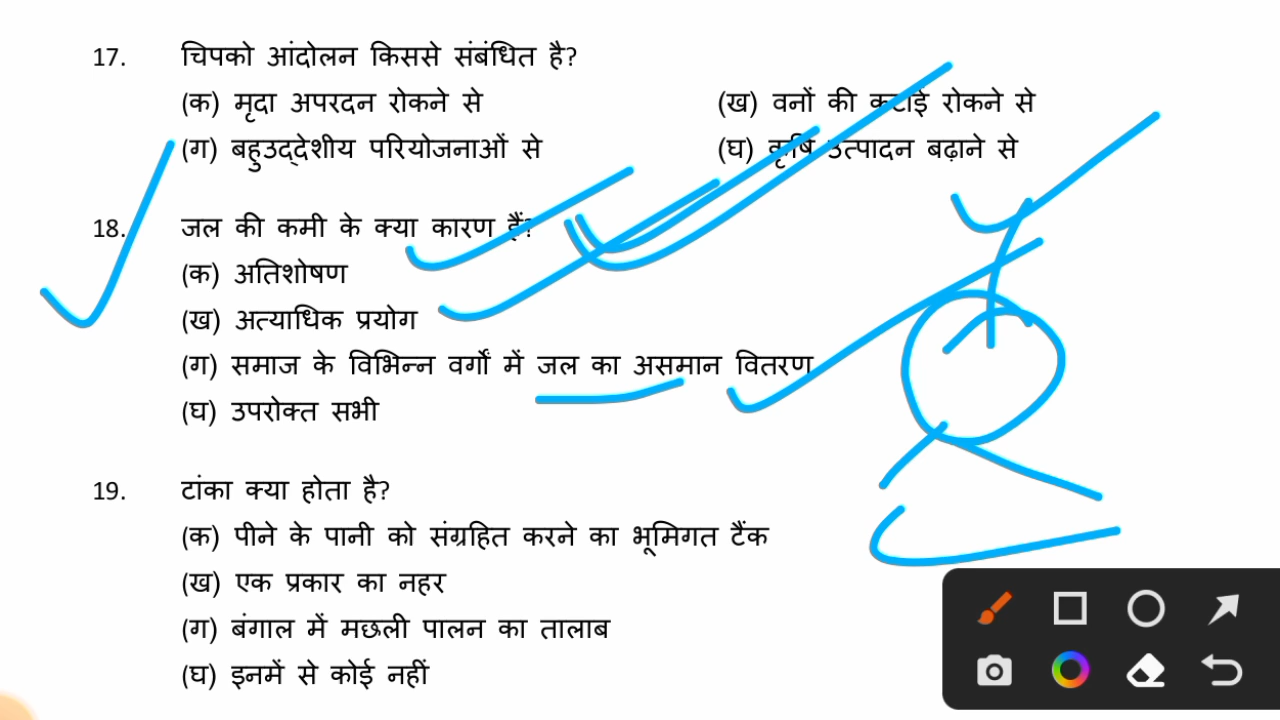 17. चिपको आंदोलन किससे संबंधित है?
(क) मृदा अपरदन रोकने से (ख) वनों की कटाई रोकने से
(ग) बहुउद्देशीय परियोजनाओं से (घ) कृषि उत्पादन बढ़ाने से
18. जल की कमी के क्या कारण हैं?
(क) अतिशोषण
(ख) अत्याधिक प्रयोग
(ग) समाज के विभिन्न वर्गों में जल का असमान वितरण
(घ) उपरोक्त सभी
19. टांका क्या होता है?
(क) पीने के पानी को संग्रहित करने का भूमिगत टैंक
(ख) एक प्रकार का नहर
(ग) बंगाल में मछली पालन का तालाब
(घ) इनमें से कोई नहीं